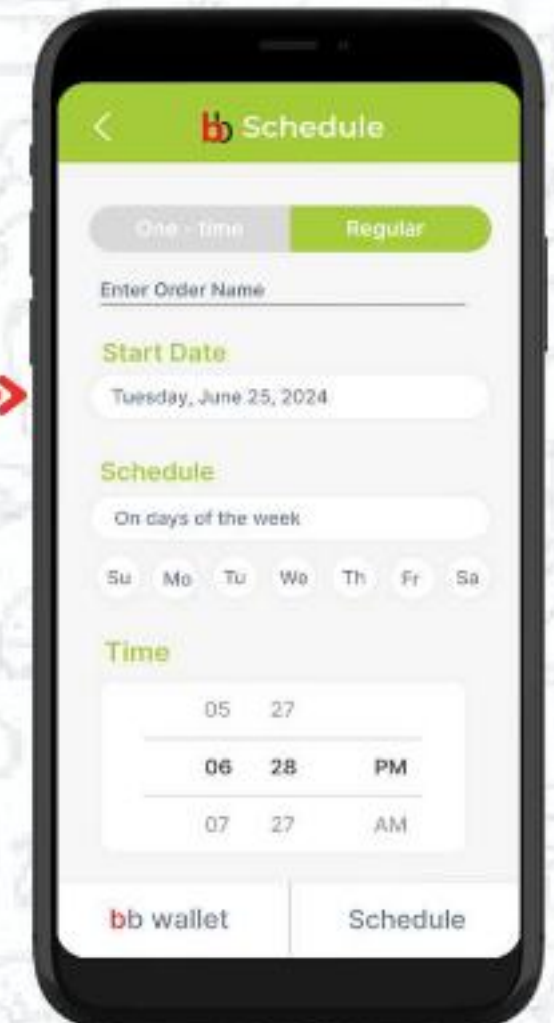 bb Schedule
One - time Regular
Enter Order Name
Start Date
Tuesday, June 25, 2024
Schedule
On days of the week
Su Mo Tu We Th Fr Sa
Time
05 27
06 28 PM
07 27 AM
bb wallet Schedule